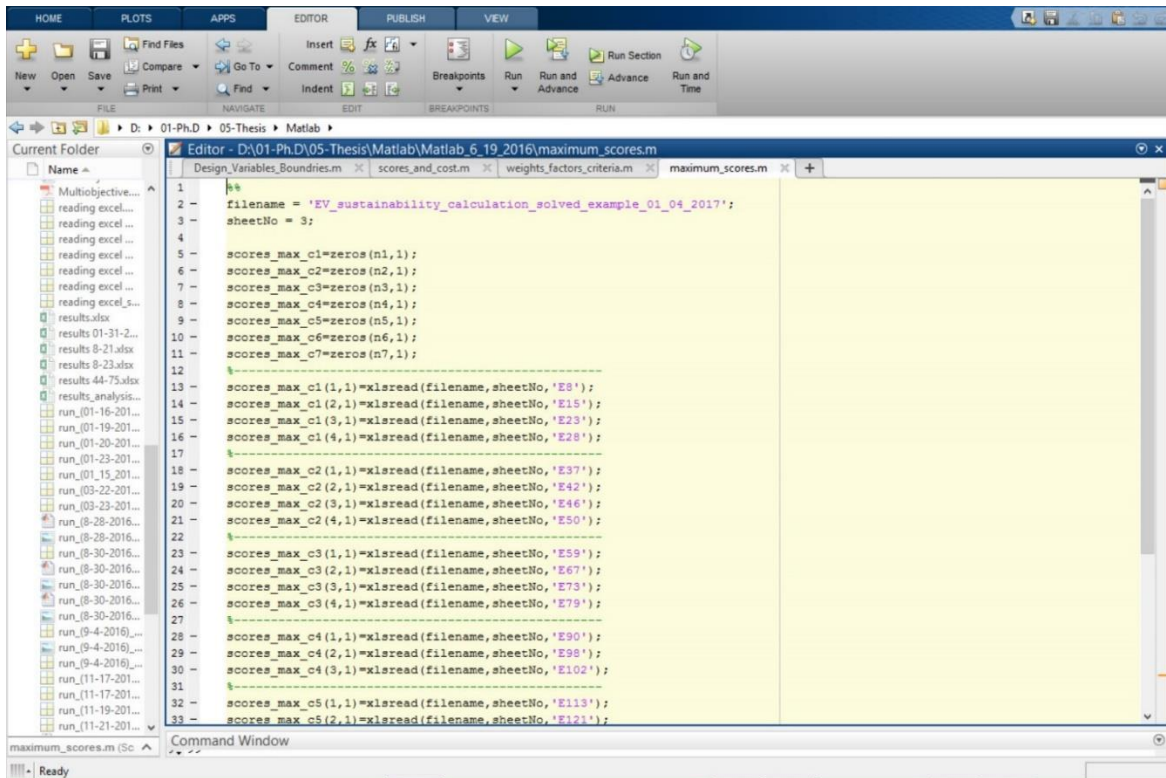 HOME PLOTS APPS EDITOR PUBLISH VIEW
New Open Save Find Files Compare Print
Go To Find
Insert fx Comment Indent
Breakpoints
Run Run and Advance Run Section Advance Run and Time
FILE NAVIGATE EDIT BREAKPOINTS RUN
D: 01-Ph.D 05-Thesis Matlab
Current Folder
Name
Multiobjective....
reading excel....
reading excel ...
reading excel ...
reading excel ...
reading excel ...
reading excel ...
reading excel_s...
results.xlsx
results 01-31-2...
results 8-21.xlsx
results 8-23.xlsx
results 44-75.xlsx
results_analysis...
run_(01-16-201...
run_(01-19-201...
run_(01-20-201...
run_(01-23-201...
run_(01_15_201...
run_(03-22-201...
run_(03-23-201...
run_(8-28-2016...
run_(8-28-2016...
run_(8-30-2016...
run_(8-30-2016...
run_(8-30-2016...
run_(8-30-2016...
run_(8-30-2016...
run_(9-4-2016)_...
run_(9-4-2016)_...
run_(9-4-2016)_...
run_(11-17-201...
run_(11-17-201...
run_(11-19-201...
run_(11-21-201...
maximum_scores.m (Sc
Editor - D:\01-Ph.D\05-Thesis\Matlab\Matlab_6_19_2016\maximum_scores.m
Design_Variables_Boundries.m scores_and_cost.m weights_factors_criteria.m maximum_scores.m +
1 %%
2 - filename = 'EV_sustainability_calculation_solved_example_01_04_2017';
3 - sheetNo = 3;
4
5 - scores_max_c1=zeros(n1,1);
6 - scores_max_c2=zeros(n2,1);
7 - scores_max_c3=zeros(n3,1);
8 - scores_max_c4=zeros(n4,1);
9 - scores_max_c5=zeros(n5,1);
10 - scores_max_c6=zeros(n6,1);
11 - scores_max_c7=zeros(n7,1);
12 %----------------------------------------------------
13 - scores_max_c1(1,1)=xlsread(filename,sheetNo,'E8');
14 - scores_max_c1(2,1)=xlsread(filename,sheetNo,'E15');
15 - scores_max_c1(3,1)=xlsread(filename,sheetNo,'E23');
16 - scores_max_c1(4,1)=xlsread(filename,sheetNo,'E28');
17 %----------------------------------------------------
18 - scores_max_c2(1,1)=xlsread(filename,sheetNo,'E37');
19 - scores_max_c2(2,1)=xlsread(filename,sheetNo,'E42');
20 - scores_max_c2(3,1)=xlsread(filename,sheetNo,'E46');
21 - scores_max_c2(4,1)=xlsread(filename,sheetNo,'E50');
22 %----------------------------------------------------
23 - scores_max_c3(1,1)=xlsread(filename,sheetNo,'E59');
24 - scores_max_c3(2,1)=xlsread(filename,sheetNo,'E67');
25 - scores_max_c3(3,1)=xlsread(filename,sheetNo,'E73');
26 - scores_max_c3(4,1)=xlsread(filename,sheetNo,'E79');
27 %----------------------------------------------------
28 - scores_max_c4(1,1)=xlsread(filename,sheetNo,'E90');
29 - scores_max_c4(2,1)=xlsread(filename,sheetNo,'E98');
30 - scores_max_c4(3,1)=xlsread(filename,sheetNo,'E102');
31 %----------------------------------------------------
32 - scores_max_c5(1,1)=xlsread(filename,sheetNo,'E113');
33 - scores_max_c5(2,1)=xlsread(filename,sheetNo,'E121');
Command Window
Ready